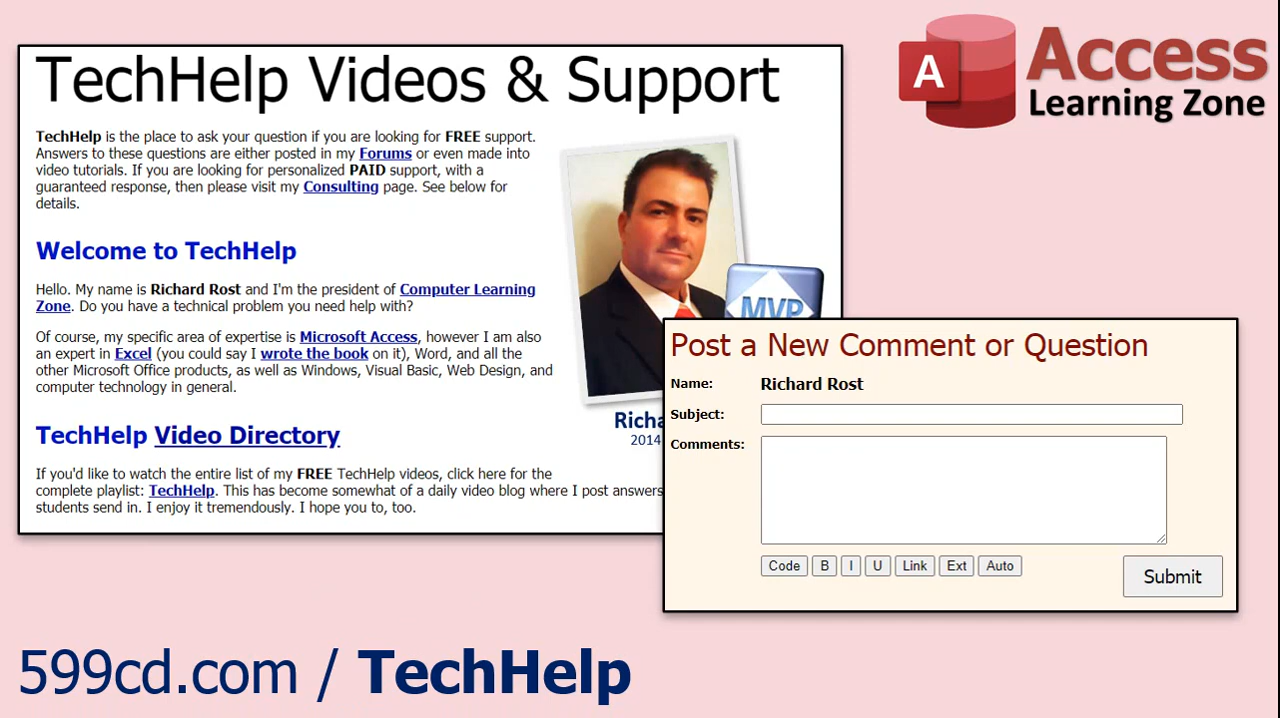 TechHelp Videos & Support
TechHelp is the place to ask your question if you are looking for FREE support.
Answers to these questions are either posted in my Forums or even made into
video tutorials. If you are looking for personalized PAID support, with a
guaranteed response, then please visit my Consulting page. See below for
details.
Welcome to TechHelp
Hello. My name is Richard Rost and I'm the president of Computer Learning
Zone. Do you have a technical problem you need help with?
Of course, my specific area of expertise is Microsoft Access, however I am also
an expert in Excel (you could say I wrote the book on it), Word, and all the
other Microsoft Office products, as well as Windows, Visual Basic, Web Design, and
computer technology in general.
TechHelp Video Directory
If you'd like to watch the entire list of my FREE TechHelp videos, click here for the
complete playlist: TechHelp. This has become somewhat of a daily video blog where I post answers
students send in. I enjoy it tremendously. I hope you to, too.
MVP
2014
A
Access
Learning Zone
Post a New Comment or Question
Name: Richard Rost
Subject:
Comments:
Code B I U Link Ext Auto
Submit
599cd.com / TechHelp